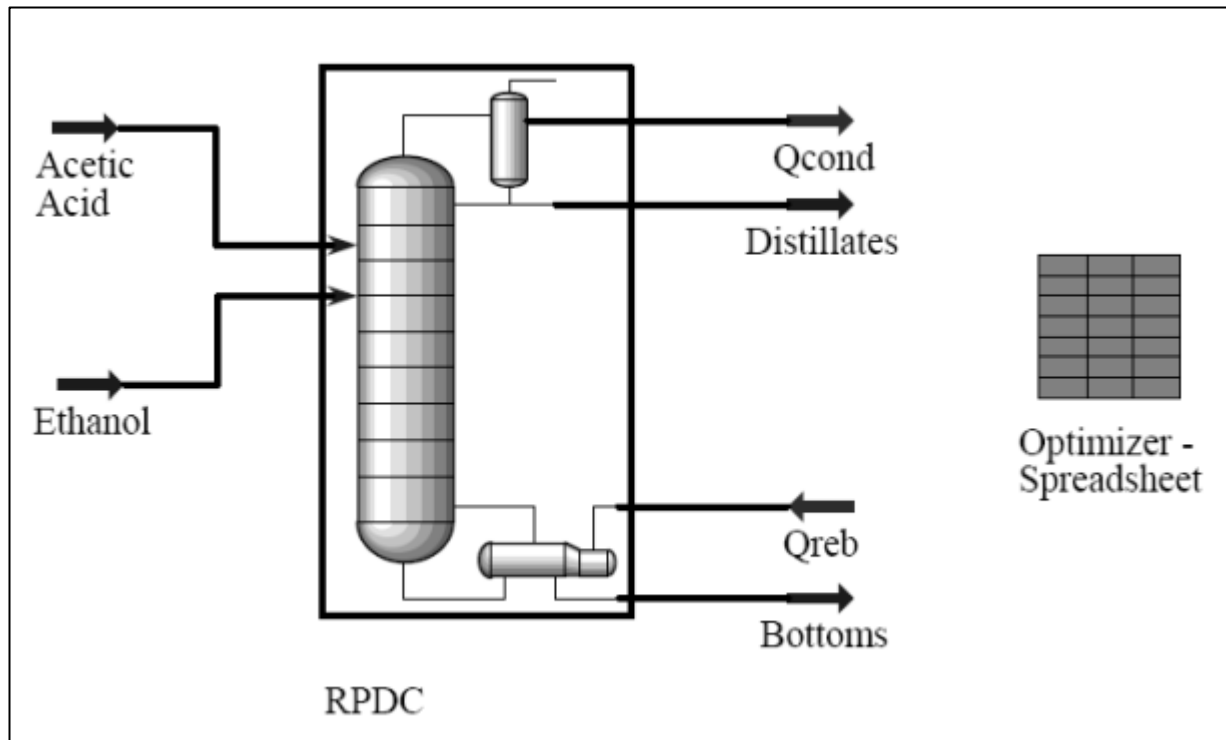 Acetic
Acid
Ethanol
Qcond
Distillates
Qreb
Bottoms
RPDC
Optimizer -
Spreadsheet